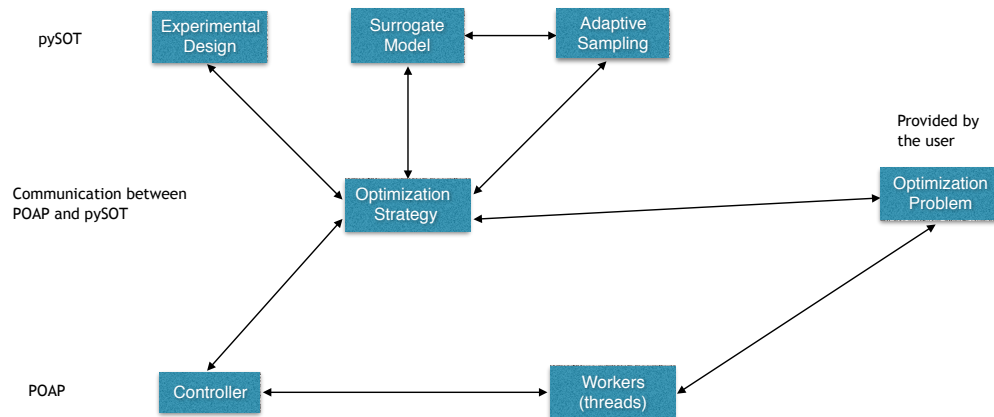 pySOT
Experimental
Design
Surrogate
Model
Adaptive
Sampling
Provided by
the user
Communication between
POAP and pySOT
Optimization
Strategy
Optimization
Problem
POAP
Controller
Workers
(threads)